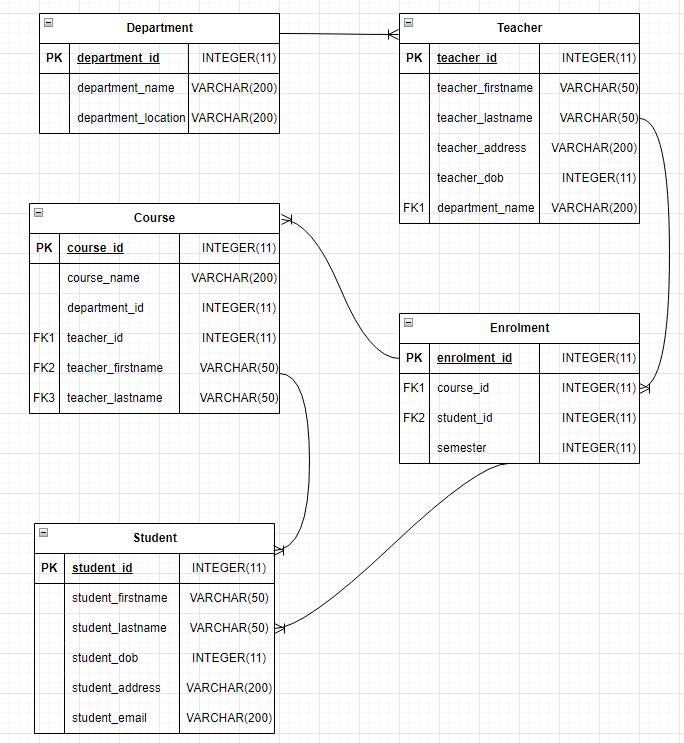 Department
PK department_id INTEGER(11)
department_name VARCHAR(200)
department_location VARCHAR(200)
Teacher
PK teacher_id INTEGER(11)
teacher_firstname VARCHAR(50)
teacher_lastname VARCHAR(50)
teacher_address VARCHAR(200)
teacher_dob INTEGER(11)
FK1 department_name VARCHAR(200)
Course
PK course_id INTEGER(11)
course_name VARCHAR(200)
department_id INTEGER(11)
FK1 teacher_id INTEGER(11)
FK2 teacher_firstname VARCHAR(50)
FK3 teacher_lastname VARCHAR(50)
Enrolment
PK enrolment_id INTEGER(11)
FK1 course_id INTEGER(11)
FK2 student_id INTEGER(11)
semester INTEGER(11)
Student
PK student_id INTEGER(11)
student_firstname VARCHAR(50)
student_lastname VARCHAR(50)
student_dob INTEGER(11)
student_address VARCHAR(200)
student_email VARCHAR(200)